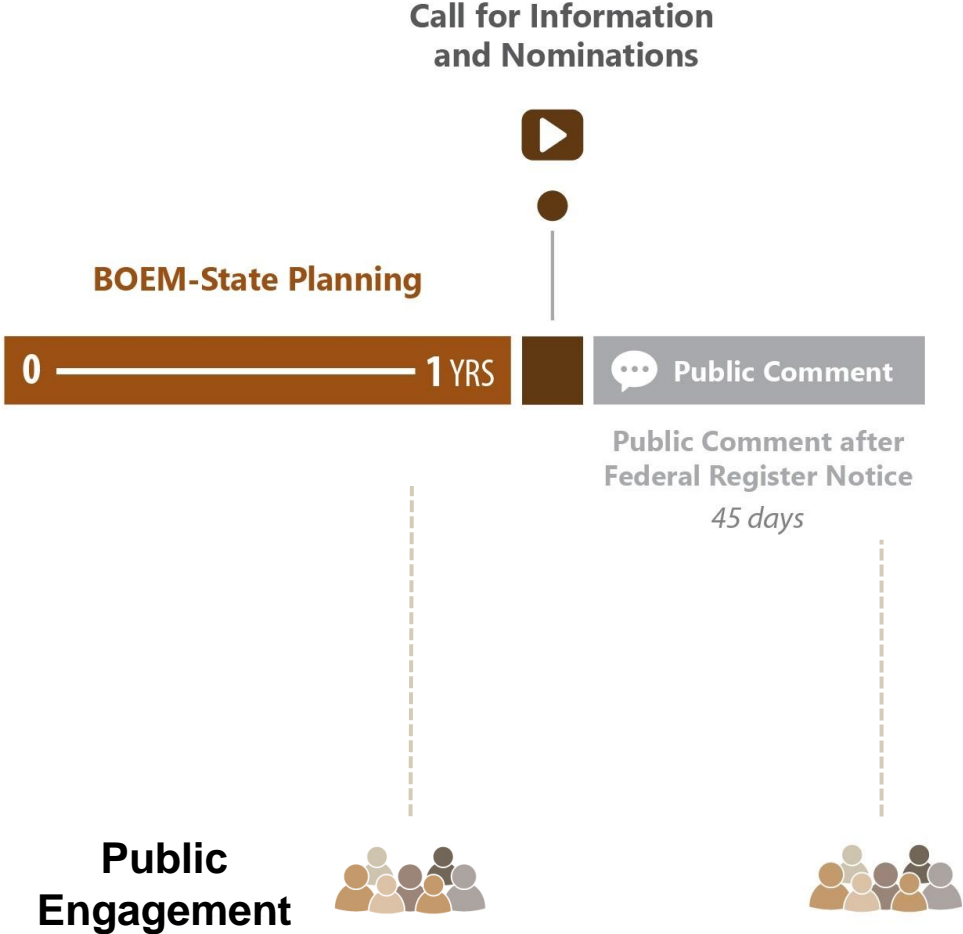 Call for Information
and Nominations
BOEM-State Planning
0 1 YRS
Public Comment
Public Comment after
Federal Register Notice
45 days
Public
Engagement